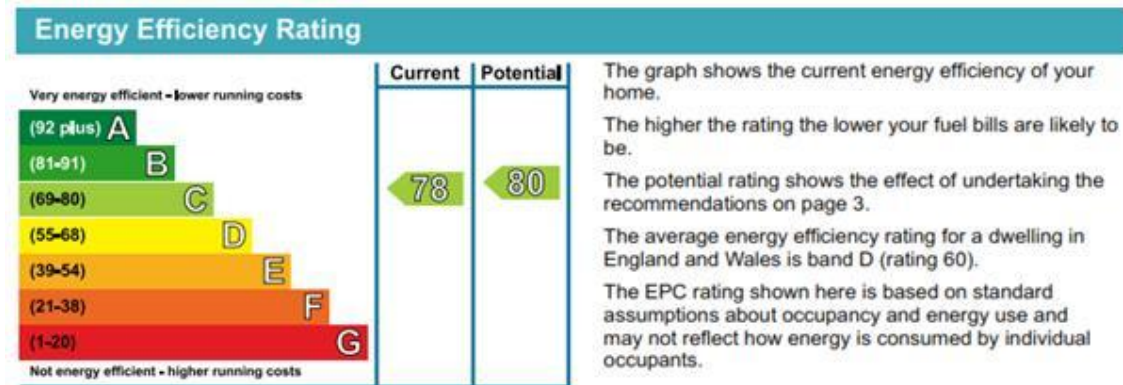 Energy Efficiency Rating
Current Potential
Very energy efficient - lower running costs
(92 plus) A
(81-91) B
(69-80) C
(55-68) D
(39-54) E
(21-38) F
(1-20) G
78
80
Not energy efficient - higher running costs
The graph shows the current energy efficiency of your
home.
The higher the rating the lower your fuel bills are likely to
be.
The potential rating shows the effect of undertaking the
recommendations on page 3.
The average energy efficiency rating for a dwelling in
England and Wales is band D (rating 60).
The EPC rating shown here is based on standard
assumptions about occupancy and energy use and
may not reflect how energy is consumed by individual
occupants.